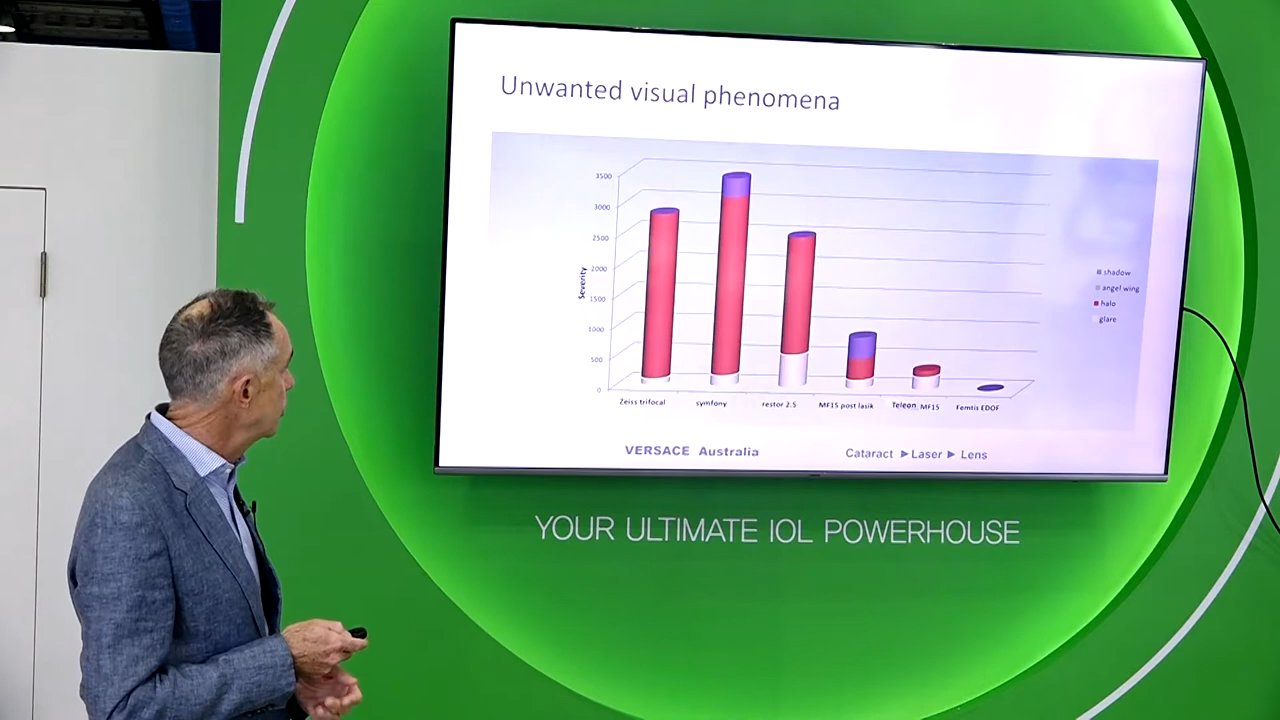 Unwanted visual phenomena
3500
3000
2500
2000
1500
1000
500
0
Severity
Zeiss trifocal
symfony
restor 2.5
MF15 post lasik
Teleon MF15
Femtis EDOF
shadow
angel wing
halo
glare
VERSACE Australia
Cataract ►Laser ► Lens
YOUR ULTIMATE IOL POWERHOUSE